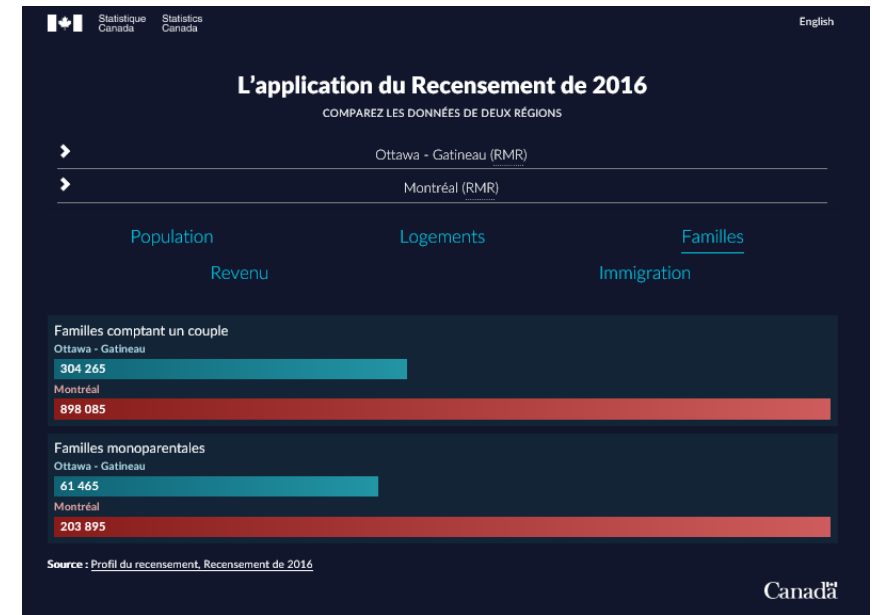 Statistique Canada
Statistics Canada
English
L'application du Recensement de 2016
COMPAREZ LES DONNÉES DE DEUX RÉGIONS
Ottawa - Gatineau (RMR)
Montréal (RMR)
Population
Logements
Familles
Revenu
Immigration
Familles comptant un couple
Ottawa - Gatineau
304 265
Montréal
898 085
Familles monoparentales
Ottawa - Gatineau
61 465
Montréal
203 895
Source : Profil du recensement, Recensement de 2016
Canada